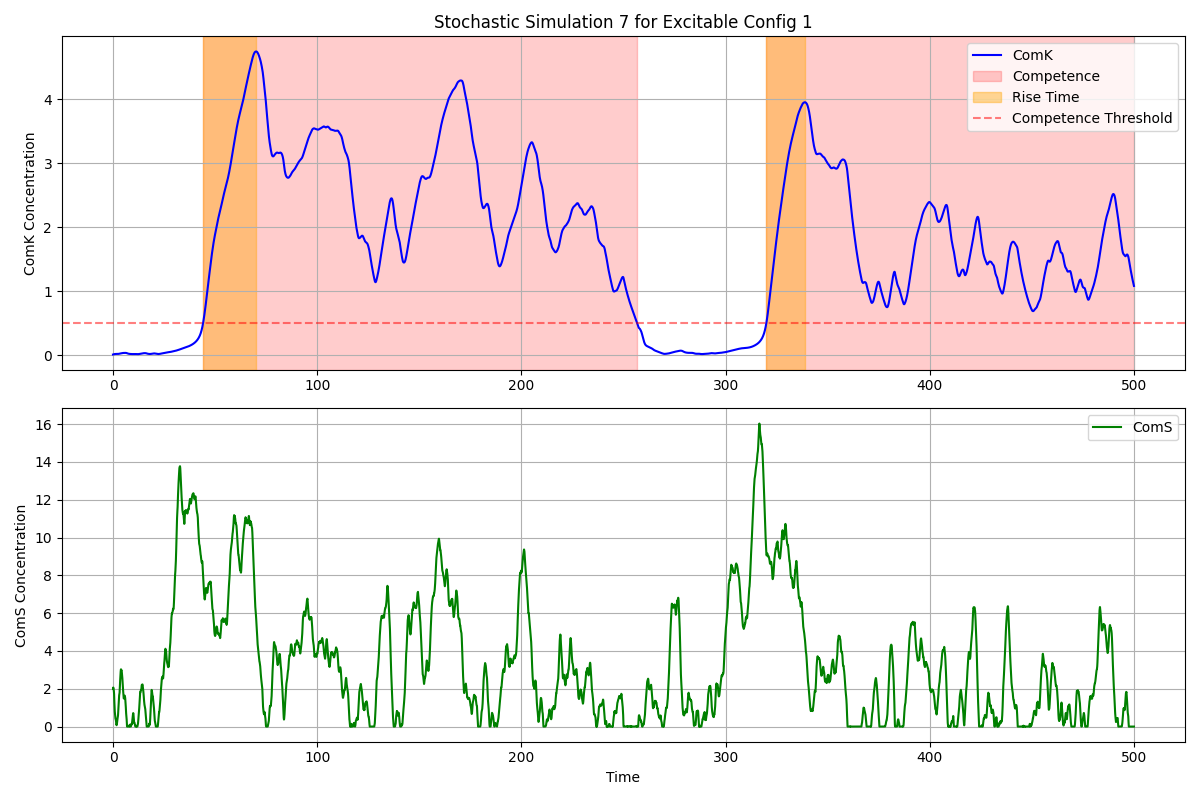 Stochastic Simulation 7 for Excitable Config 1
ComK Concentration
4
3
2
1
0
0 100 200 300 400 500
ComK
Competence
Rise Time
Competence Threshold
ComS Concentration
16
14
12
10
8
6
4
2
0
0 100 200 300 400 500
ComS
Time